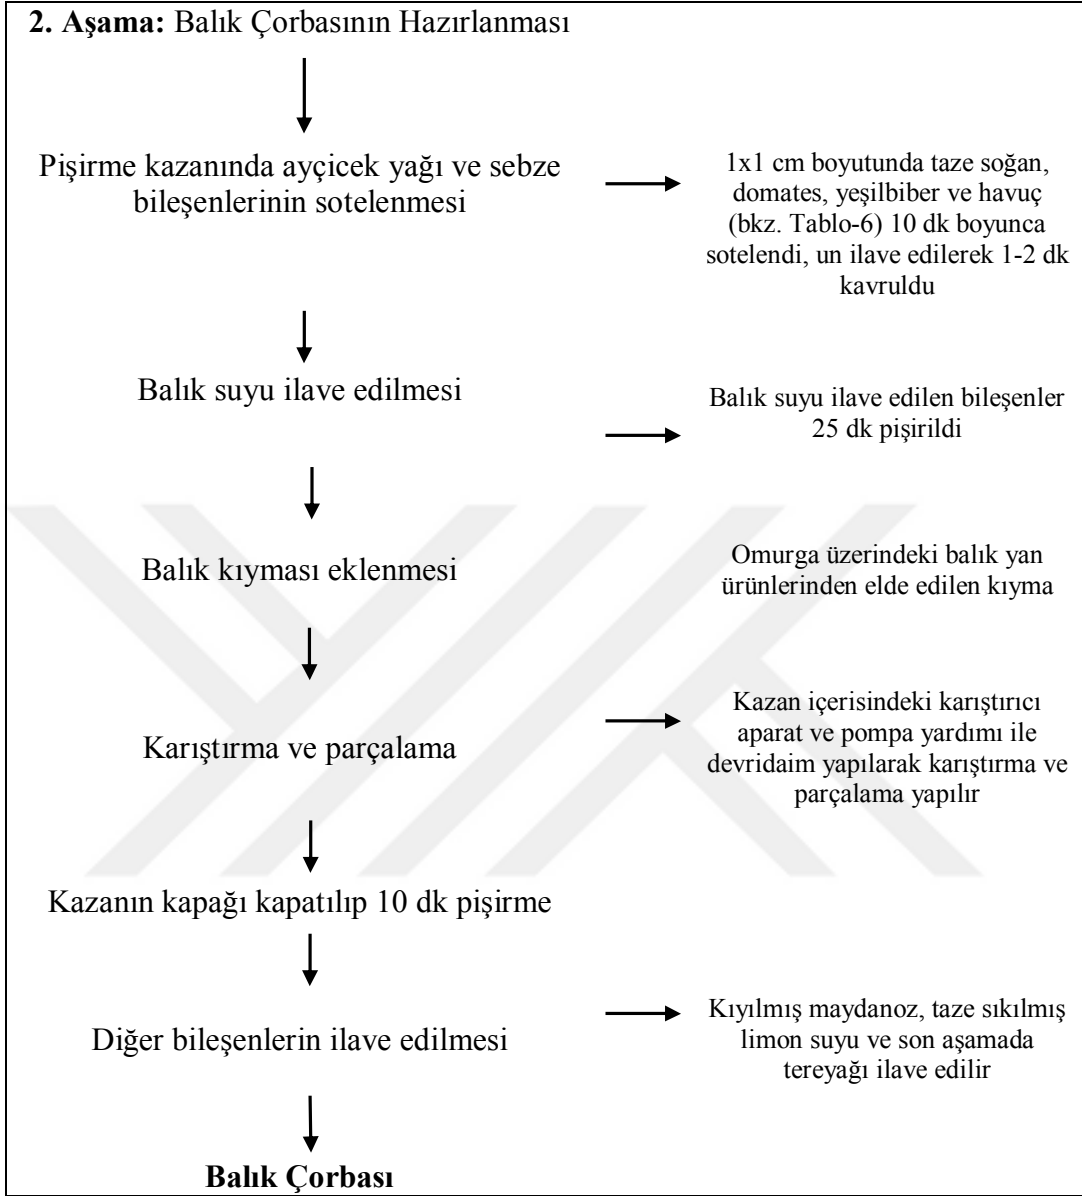 2. Aşama: Balık Çorbasının Hazırlanması
Pişirme kazanında ayçicek yağı ve sebze
bileşenlerinin sotelenmesi
1x1 cm boyutunda taze soğan,
domates, yeşilbiber ve havuç
(bkz. Tablo-6) 10 dk boyunca
sotelendi, un ilave edilerek 1-2 dk
kavruldu
Balık suyu ilave edilmesi
Balık suyu ilave edilen bileşenler
25 dk pişirildi
Balık kıyması eklenmesi
Omurga üzerindeki balık yan
ürünlerinden elde edilen kıyma
Karıştırma ve parçalama
Kazan içerisindeki karıştırıcı
aparat ve pompa yardımı ile
devridaim yapılarak karıştırma ve
parçalama yapılır
Kazanın kapağı kapatılıp 10 dk pişirme
Diğer bileşenlerin ilave edilmesi
Kıyılmış maydanoz, taze sıkılmış
limon suyu ve son aşamada
tereyağı ilave edilir
Balık Çorbası